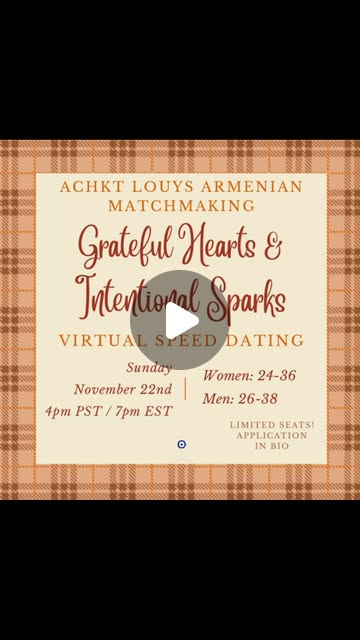 ACHKT LOUYS ARMENIAN
MATCHMAKING
Grateful Hearts &
Intentional Sparks
VIRTUAL SPEED DATING
Sunday
November 22nd
4pm PST / 7pm EST
Women: 24-36
Men: 26-38
LIMITED SEATS!
APPLICATION
IN BIO